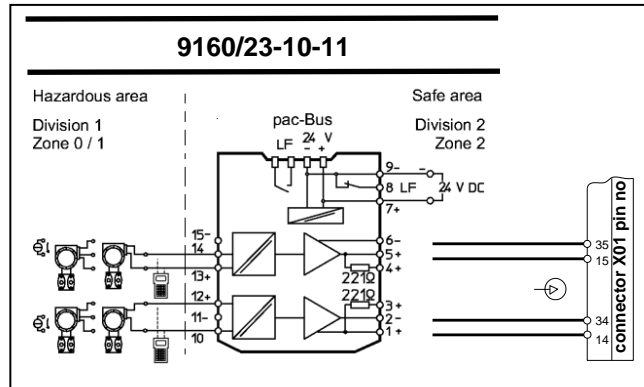 9160/23-10-11
Hazardous area
Safe area
Division 1
Zone 0 / 1
pac-Bus
Division 2
Zone 2
LF 24 V
- +
9-
8 LF
7+
-
+
24 V DC
15-
14
13+
12+
11-
10
6-
5+
4+
221Ω
221Ω
3+
2-
1+
35
15
34
14
connector X01 pin no